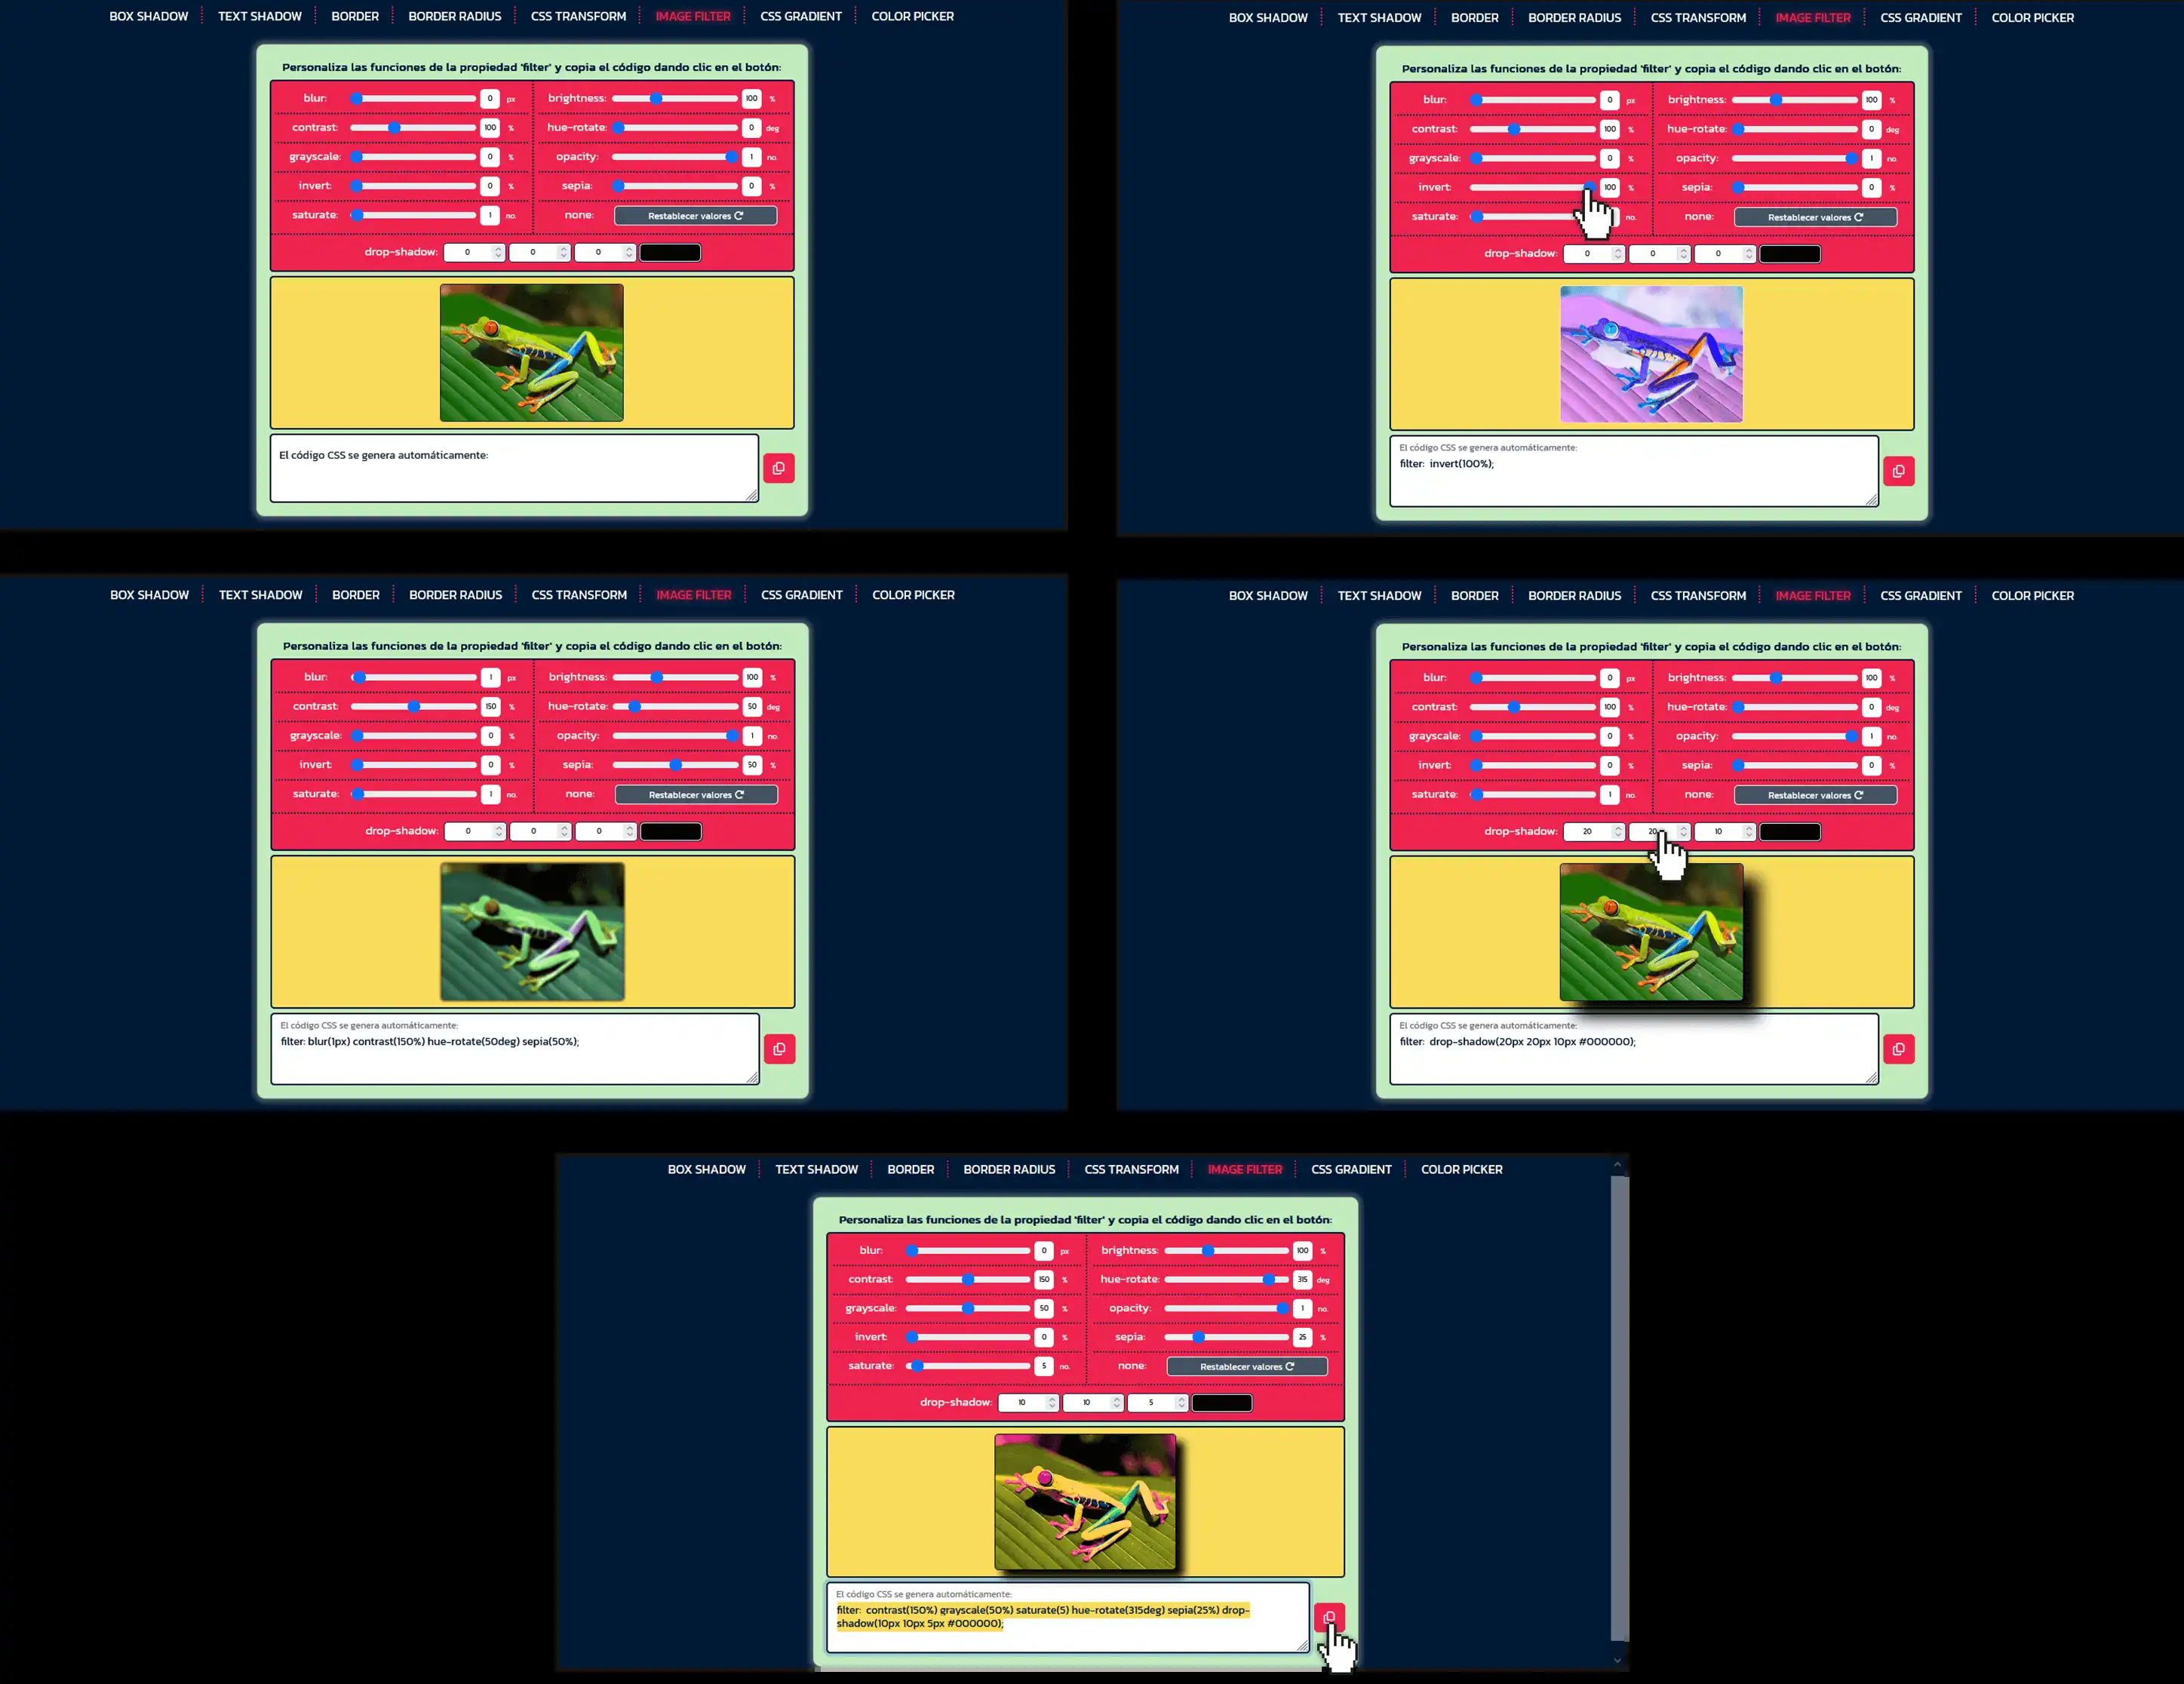 BOX SHADOW TEXT SHADOW BORDER BORDER RADIUS CSS TRANSFORM IMAGE FILTER CSS GRADIENT COLOR PICKER
Personaliza las funciones de la propiedad 'filter' y copia el código dando clic en el botón:
blur: 0 px brightness: 100 %
contrast: 100 % hue-rotate: 0 deg
grayscale: 0 % opacity: 1 no.
invert: 0 % sepia: 0 %
saturate: 1 no. none: Restablecer valores
drop-shadow: 0 0 0
El código CSS se genera automáticamente:
BOX SHADOW TEXT SHADOW BORDER BORDER RADIUS CSS TRANSFORM IMAGE FILTER CSS GRADIENT COLOR PICKER
Personaliza las funciones de la propiedad 'filter' y copia el código dando clic en el botón:
blur: 0 px brightness: 100 %
contrast: 100 % hue-rotate: 0 deg
grayscale: 0 % opacity: 1 no.
invert: 100 % sepia: 0 %
saturate: no. none: Restablecer valores
drop-shadow: 0 0 0
El código CSS se genera automáticamente:
filter: invert(100%);
BOX SHADOW TEXT SHADOW BORDER BORDER RADIUS CSS TRANSFORM IMAGE FILTER CSS GRADIENT COLOR PICKER
Personaliza las funciones de la propiedad 'filter' y copia el código dando clic en el botón:
blur: 1 px brightness: 100 %
contrast: 150 % hue-rotate: 50 deg
grayscale: 0 % opacity: 1 no.
invert: 0 % sepia: 50 %
saturate: 1 no. none: Restablecer valores
drop-shadow: 0 0 0
El código CSS se genera automáticamente:
filter: blur(1px) contrast(150%) hue-rotate(50deg) sepia(50%);
BOX SHADOW TEXT SHADOW BORDER BORDER RADIUS CSS TRANSFORM IMAGE FILTER CSS GRADIENT COLOR PICKER
Personaliza las funciones de la propiedad 'filter' y copia el código dando clic en el botón:
blur: 0 px brightness: 100 %
contrast: 100 % hue-rotate: 0 deg
grayscale: 0 % opacity: 1 no.
invert: 0 % sepia: 0 %
saturate: 1 no. none: Restablecer valores
drop-shadow: 20 20 10
El código CSS se genera automáticamente:
filter: drop-shadow(20px 20px 10px #000000);
BOX SHADOW TEXT SHADOW BORDER BORDER RADIUS CSS TRANSFORM IMAGE FILTER CSS GRADIENT COLOR PICKER
Personaliza las funciones de la propiedad 'filter' y copia el código dando clic en el botón:
blur: 0 px brightness: 100 %
contrast: 150 % hue-rotate: 315 deg
grayscale: 50 % opacity: 1 no.
invert: 0 % sepia: 25 %
saturate: 5 no. none: Restablecer valores
drop-shadow: 10 10 5
El código CSS se genera automáticamente:
filter: contrast(150%) grayscale(50%) saturate(5) hue-rotate(315deg) sepia(25%) drop-
shadow(10px 10px 5px #000000);